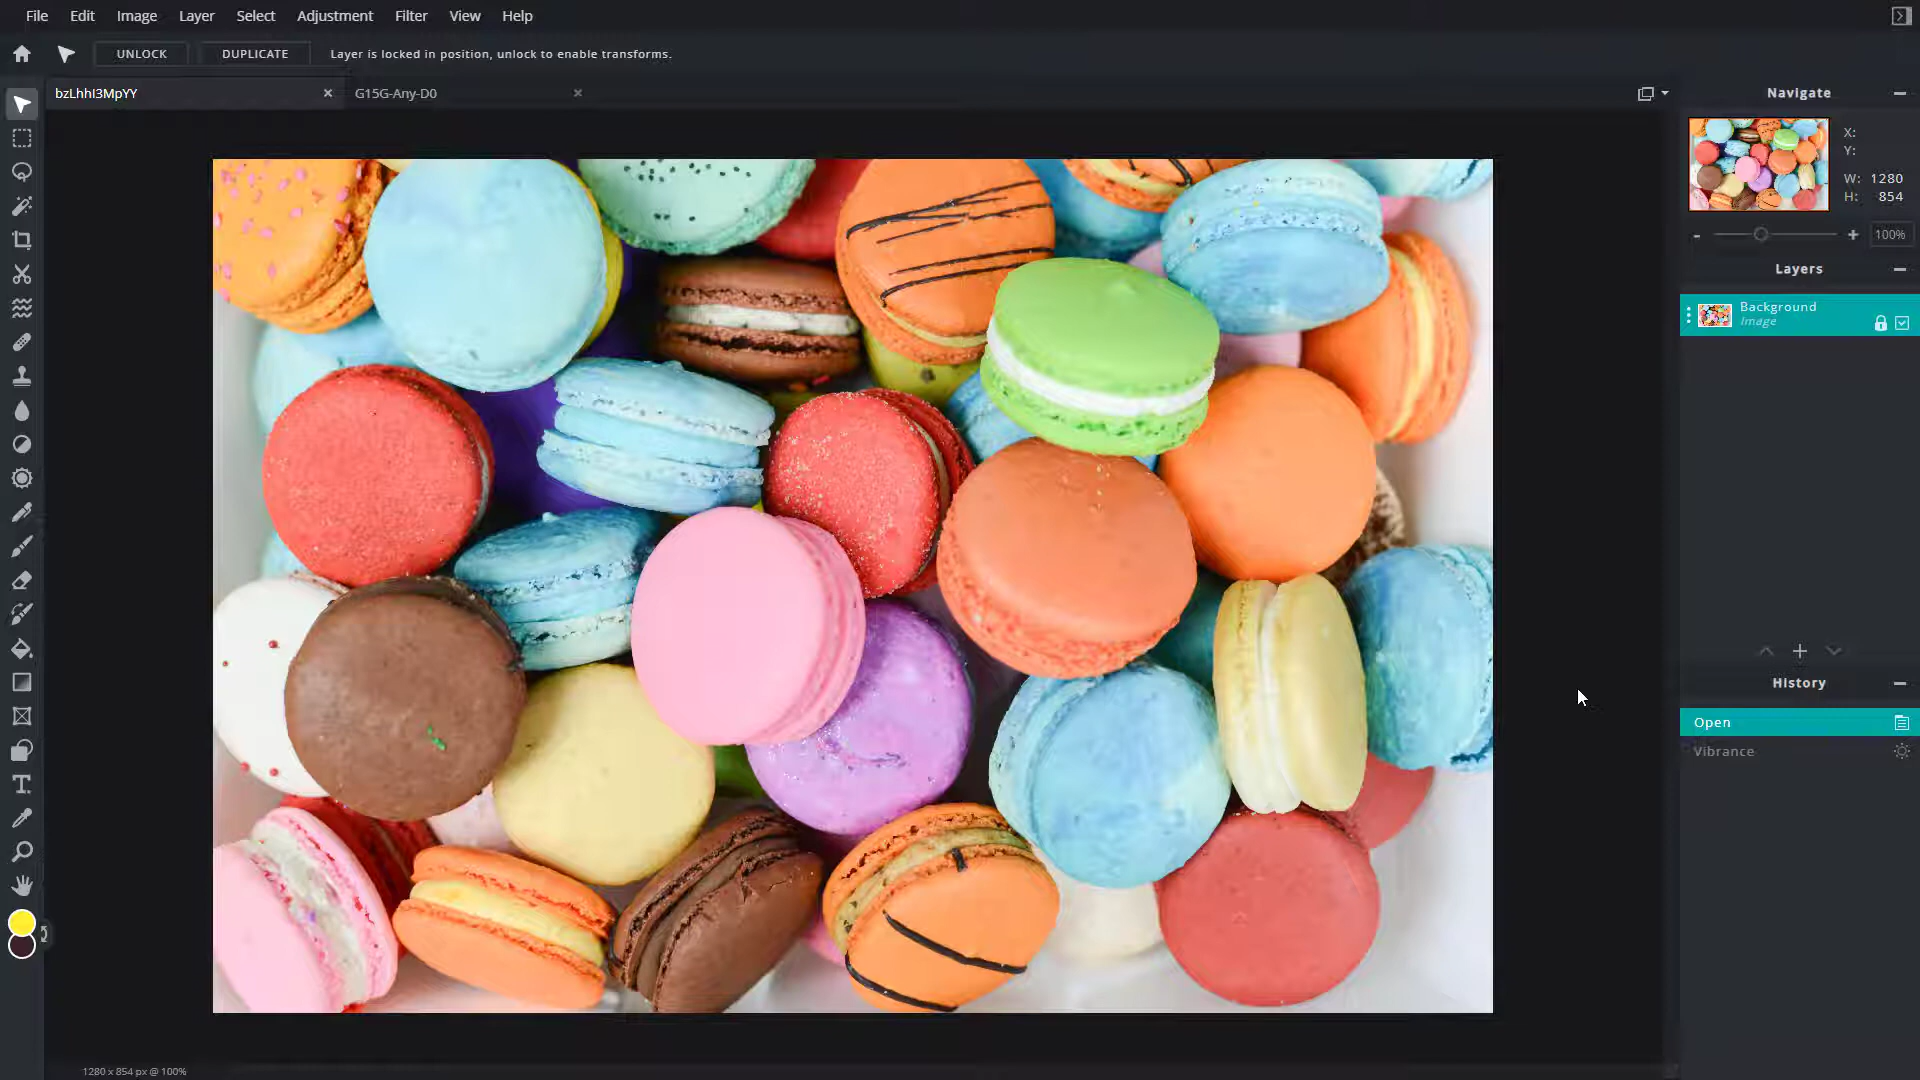 File Edit Image Layer Select Adjustment Filter View Help
UNLOCK DUPLICATE Layer is locked in position, unlock to enable transforms.
bzLhhI3MpYY G15G-Any-D0
Navigate
X:
Y:
W: 1280
H: 854
- + 100%
Layers
Background
Image
History
Open
Vibrance
1280 x 854 px @ 100%